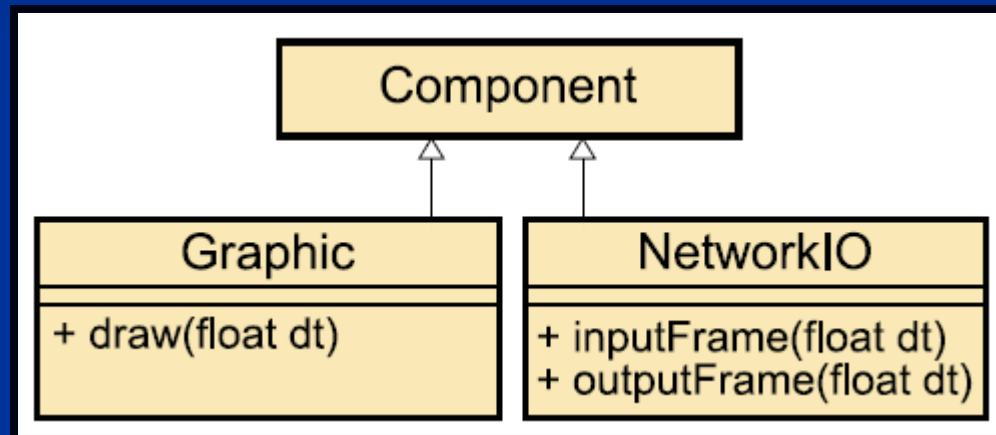 Component
Graphic
+ draw(float dt)
NetworkIO
+ inputFrame(float dt)
+ outputFrame(float dt)